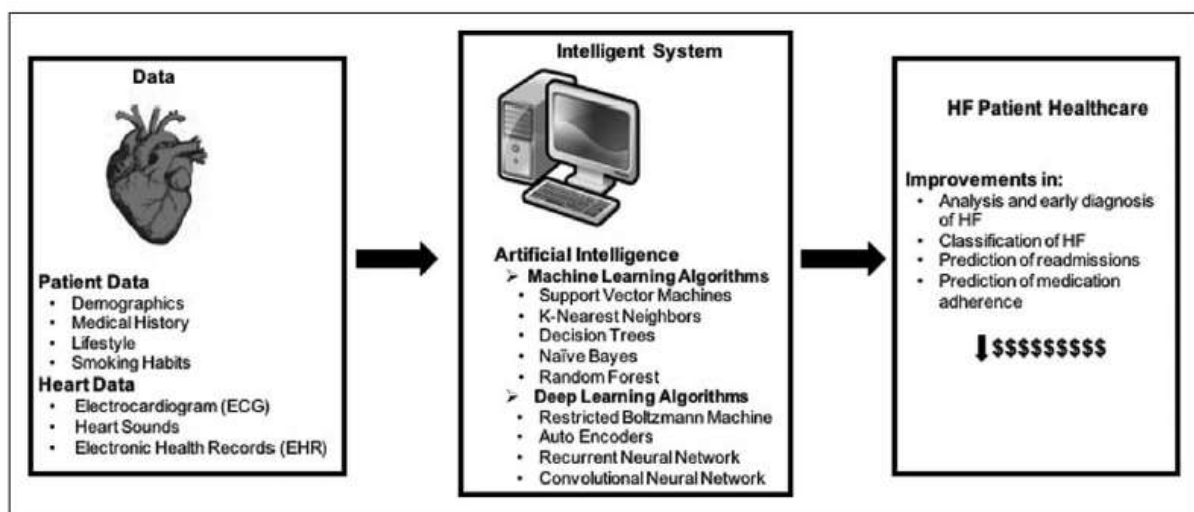 Data
Patient Data
• Demographics
• Medical History
• Lifestyle
• Smoking Habits
Heart Data
• Electrocardiogram (ECG)
• Heart Sounds
• Electronic Health Records (EHR)
Intelligent System
Artificial Intelligence
➢ Machine Learning Algorithms
• Support Vector Machines
• K-Nearest Neighbors
• Decision Trees
• Naïve Bayes
• Random Forest
➢ Deep Learning Algorithms
• Restricted Boltzmann Machine
• Auto Encoders
• Recurrent Neural Network
• Convolutional Neural Network
HF Patient Healthcare
Improvements in:
• Analysis and early diagnosis
of HF
• Classification of HF
• Prediction of readmissions
• Prediction of medication
adherence
$$$$$$$$$